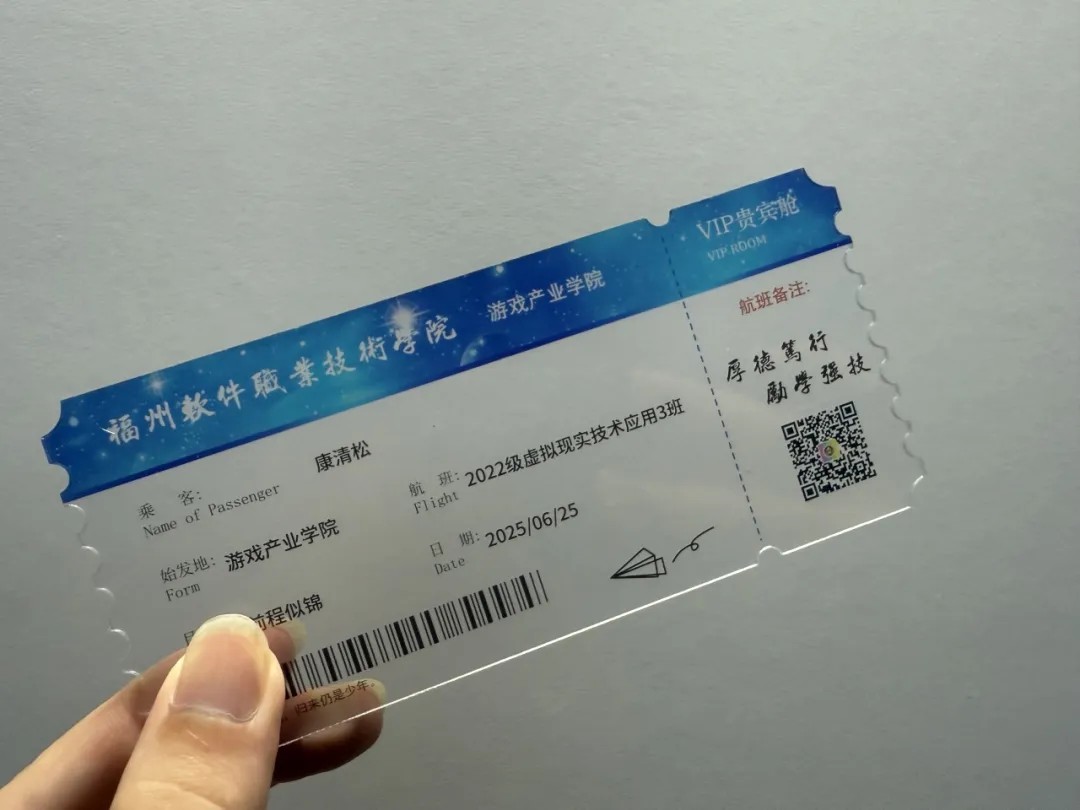 福州軟件職業技術學院 游戏产业学院
VIP贵宾舱
VIP ROOM
乘 客: 康清松
Name of Passenger
航 班: 2022级虚拟现实技术应用3班
Flight
始发地: 游戏产业学院
Form
日 期: 2025/06/25
Date
前程似锦
归来仍是少年。
航班备注:
厚德篤行
勵學强技